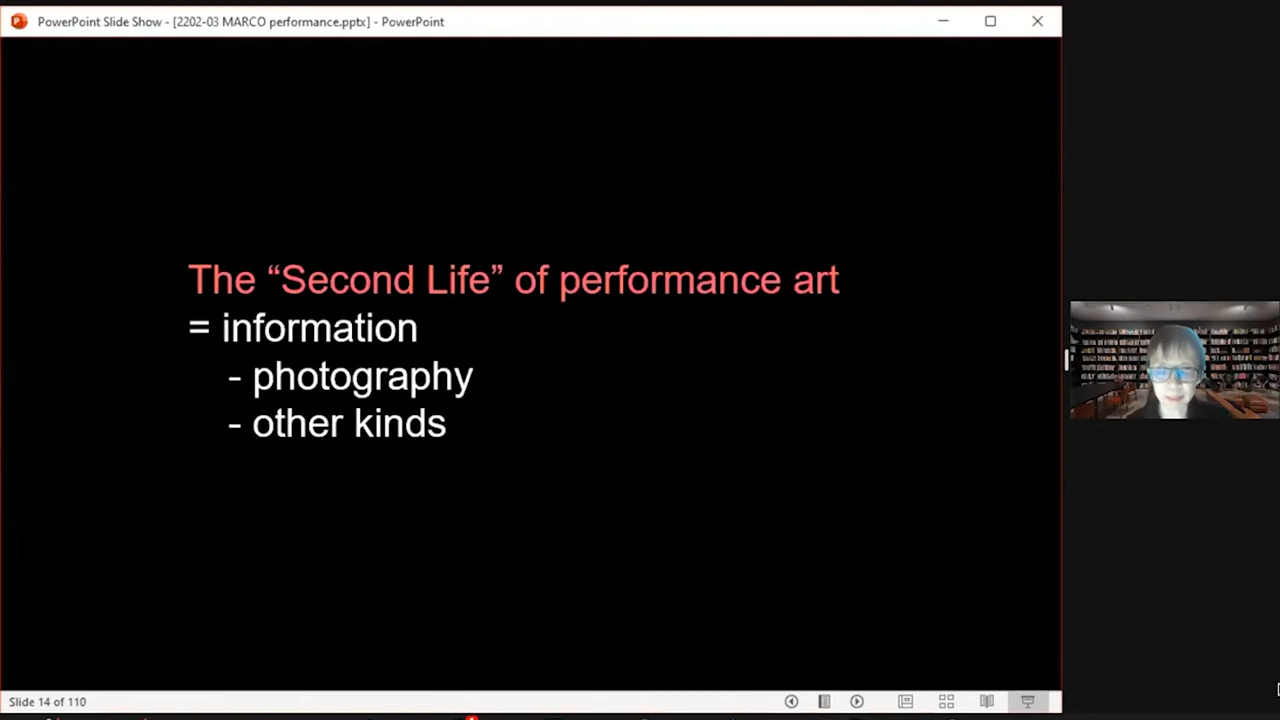 PowerPoint Slide Show - [2202-03 MARCO performance.pptx] - PowerPoint
The “Second Life” of performance art
= information
- photography
- other kinds
Slide 14 of 110